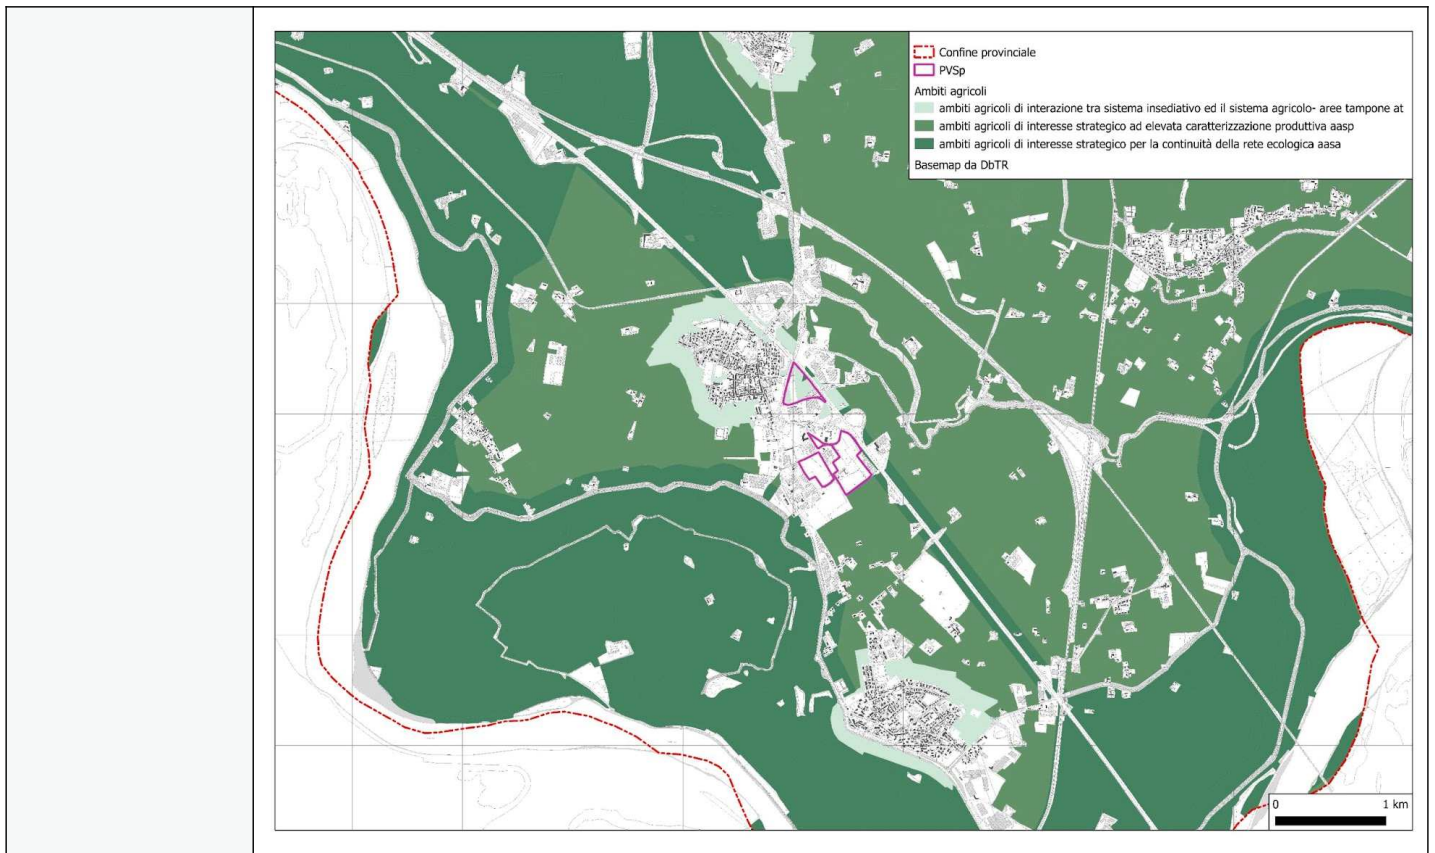 Confine provinciale
PVSp
Ambiti agricoli
ambiti agricoli di interazione tra sistema insediativo ed il sistema agricolo- aree tampone at
ambiti agricoli di interesse strategico ad elevata caratterizzazione produttiva aasp
ambiti agricoli di interesse strategico per la continuità della rete ecologica aasa
Basemap da DbTR
0 1 km